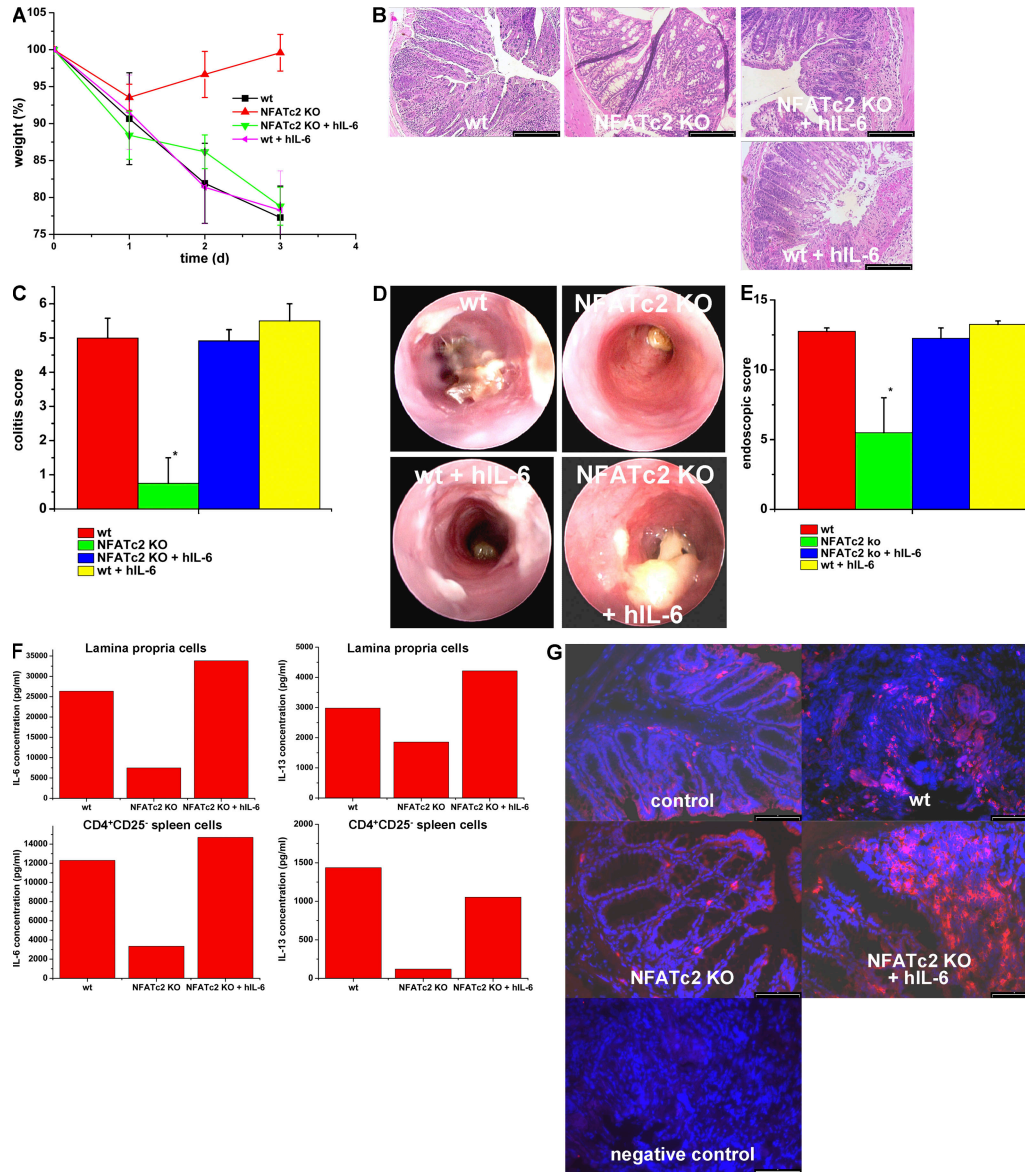 A
105
100
95
90
85
80
75
weight (%)
0
1
2
3
4
time (d)
wt
NFATc2 KO
NFATc2 KO + hIL-6
wt + hIL-6
B
wt
NFATc2 KO
NFATc2 KO
+ hIL-6
wt + hIL-6
C
6
5
4
3
2
1
0
colitis score
*
wt
NFATc2 KO
NFATc2 KO + hIL-6
wt + hIL-6
D
wt
NFATc2 KO
wt + hIL-6
NFATc2 KO
+ hIL-6
E
15
10
5
0
endoscopic score
*
wt
NFATc2 ko
NFATc2 ko + hIL-6
wt + hIL-6
F
Lamina propria cells
35000
30000
25000
20000
15000
10000
5000
0
IL-6 concentration (pg/ml)
wt
NFATc2 KO
NFATc2 KO + hIL-6
Lamina propria cells
5000
4000
3000
2000
1000
0
IL-13 concentration (pg/ml)
wt
NFATc2 KO
NFATc2 KO + hIL-6
CD4⁺CD25⁻ spleen cells
14000
12000
10000
8000
6000
4000
2000
0
IL-6 concentration (pg/ml)
wt
NFATc2 KO
NFATc2 KO + hIL-6
CD4⁺CD25⁻ spleen cells
2000
1500
1000
500
0
IL-13 concentration (pg/ml)
wt
NFATc2 KO
NFATc2 KO + hIL-6
G
control
wt
NFATc2 KO
NFATc2 KO
+ hIL-6
negative control